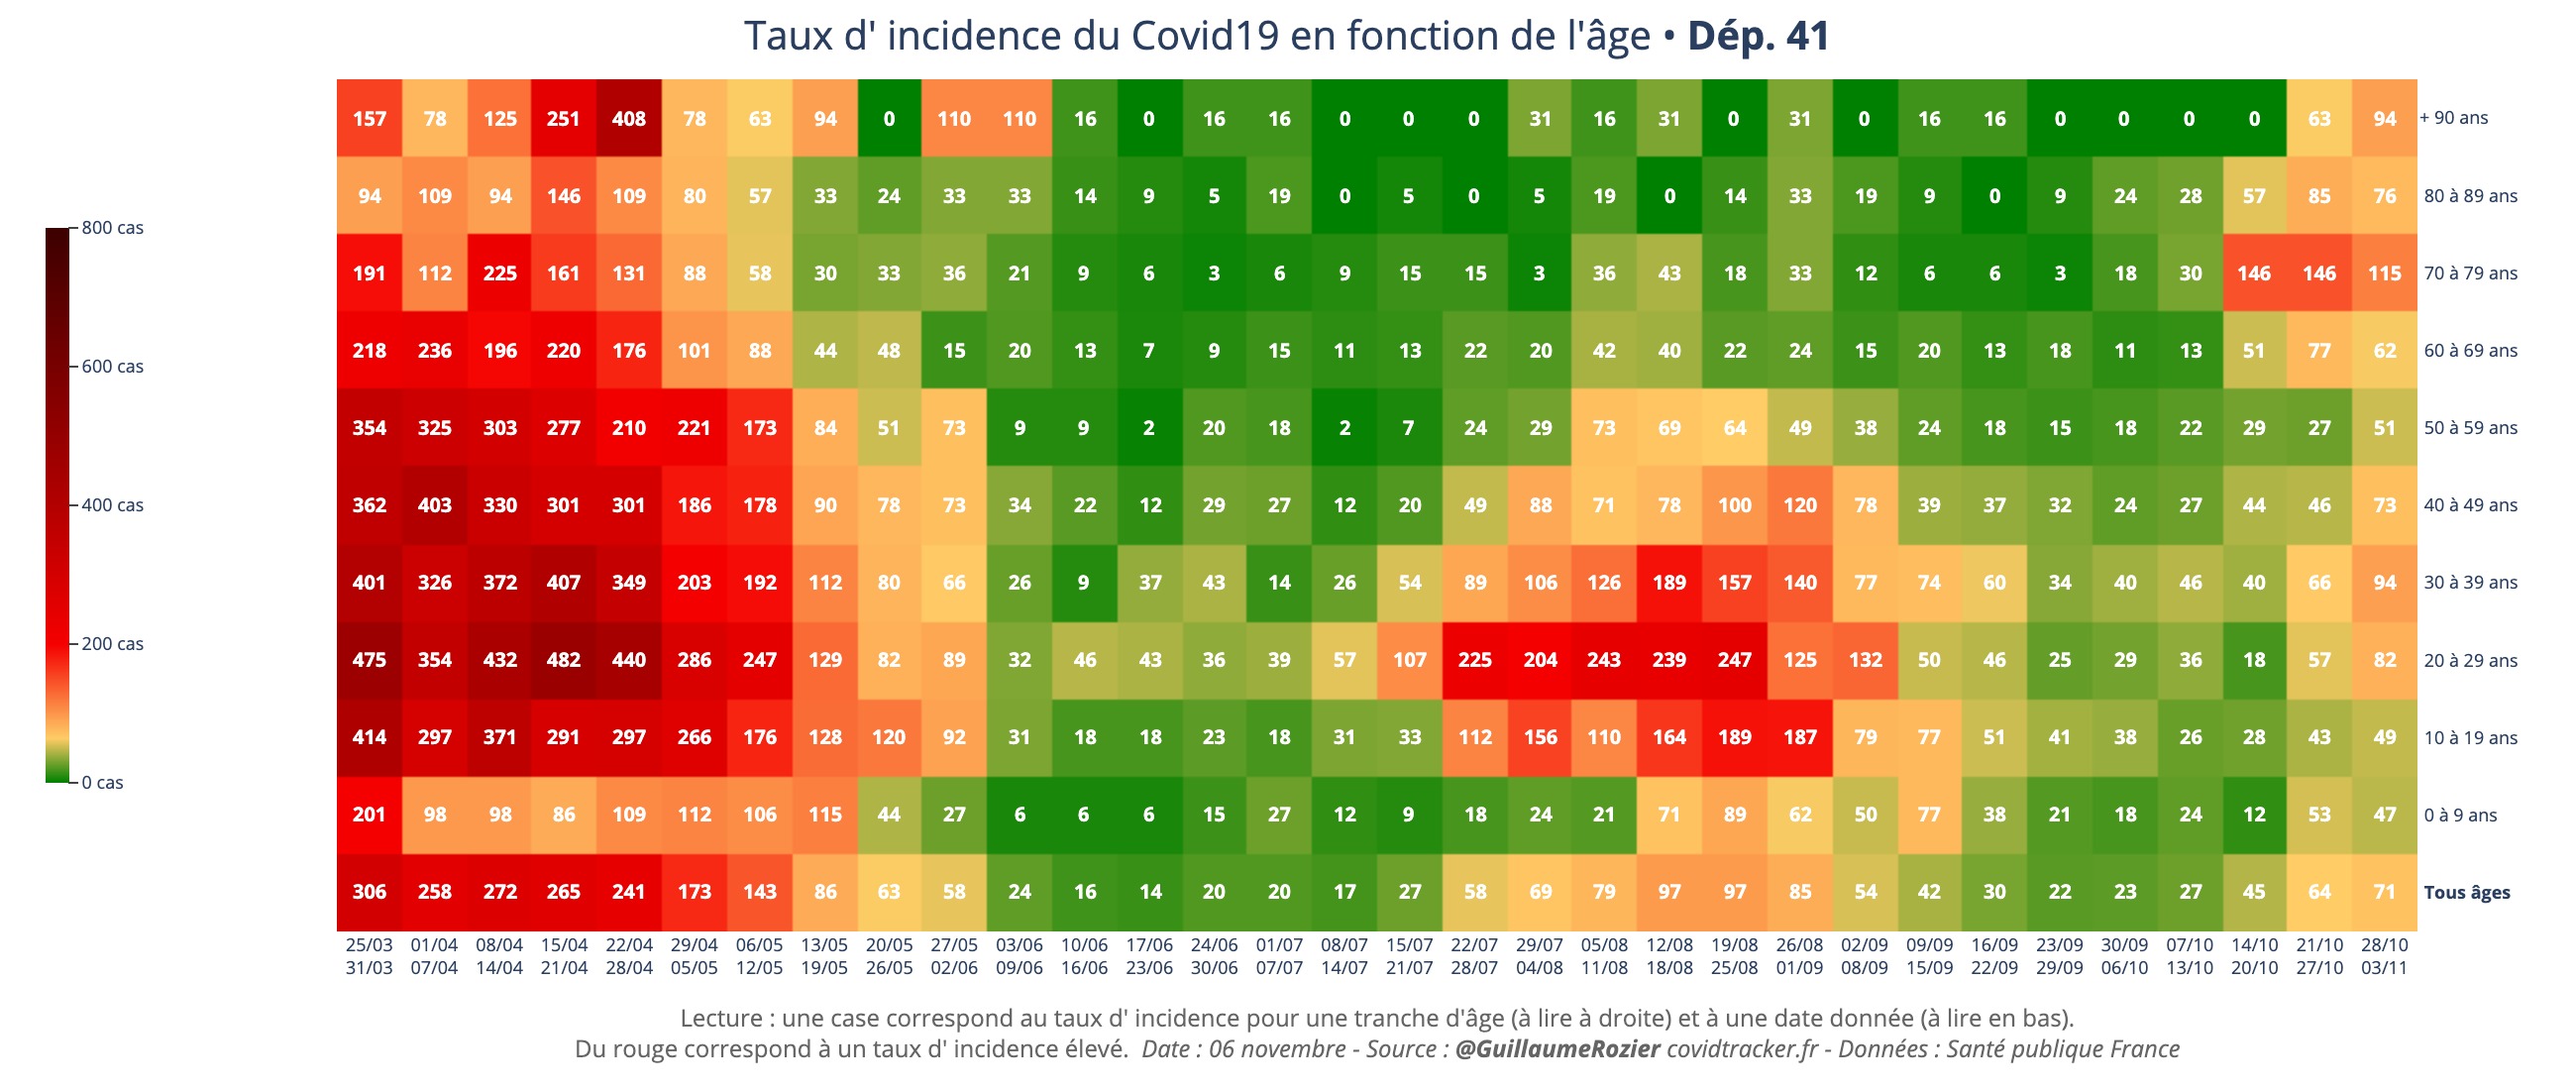 Taux d' incidence du Covid19 en fonction de l'âge • Dép. 41
800 cas
600 cas
400 cas
200 cas
0 cas
157 78 125 251 408 78 63 94 0 110 110 16 0 16 16 0 0 0 31 16 31 0 31 0 16 16 0 0 0 0 63 94 + 90 ans
94 109 94 146 109 80 57 33 24 33 33 14 9 5 19 0 5 0 5 19 0 14 33 19 9 0 9 24 28 57 85 76 80 à 89 ans
191 112 225 161 131 88 58 30 33 36 21 9 6 3 6 9 15 15 3 36 43 18 33 12 6 6 3 18 30 146 146 115 70 à 79 ans
218 236 196 220 176 101 88 44 48 15 20 13 7 9 15 11 13 22 20 42 40 22 24 15 20 13 18 11 13 51 77 62 60 à 69 ans
354 325 303 277 210 221 173 84 51 73 9 9 2 20 18 2 7 24 29 73 69 64 49 38 24 18 15 18 22 29 27 51 50 à 59 ans
362 403 330 301 301 186 178 90 78 73 34 22 12 29 27 12 20 49 88 71 78 100 120 78 39 37 32 24 27 44 46 73 40 à 49 ans
401 326 372 407 349 203 192 112 80 66 26 9 37 43 14 26 54 89 106 126 189 157 140 77 74 60 34 40 46 40 66 94 30 à 39 ans
475 354 432 482 440 286 247 129 82 89 32 46 43 36 39 57 107 225 204 243 239 247 125 132 50 46 25 29 36 18 57 82 20 à 29 ans
414 297 371 291 297 266 176 128 120 92 31 18 18 23 18 31 33 112 156 110 164 189 187 79 77 51 41 38 26 28 43 49 10 à 19 ans
201 98 98 86 109 112 106 115 44 27 6 6 6 15 27 12 9 18 24 21 71 89 62 50 77 38 21 18 24 12 53 47 0 à 9 ans
306 258 272 265 241 173 143 86 63 58 24 16 14 20 20 17 27 58 69 79 97 97 85 54 42 30 22 23 27 45 64 71 Tous âges
25/03 01/04 08/04 15/04 22/04 29/04 06/05 13/05 20/05 27/05 03/06 10/06 17/06 24/06 01/07 08/07 15/07 22/07 29/07 05/08 12/08 19/08 26/08 02/09 09/09 16/09 23/09 30/09 07/10 14/10 21/10 28/10
31/03 07/04 14/04 21/04 28/04 05/05 12/05 19/05 26/05 02/06 09/06 16/06 23/06 30/06 07/07 14/07 21/07 28/07 04/08 11/08 18/08 25/08 01/09 08/09 15/09 22/09 29/09 06/10 13/10 20/10 27/10 03/11
Lecture : une case correspond au taux d' incidence pour une tranche d'âge (à lire à droite) et à une date donnée (à lire en bas).
Du rouge correspond à un taux d' incidence élevé. Date : 06 novembre - Source : @GuillaumeRozier covidtracker.fr - Données : Santé publique France